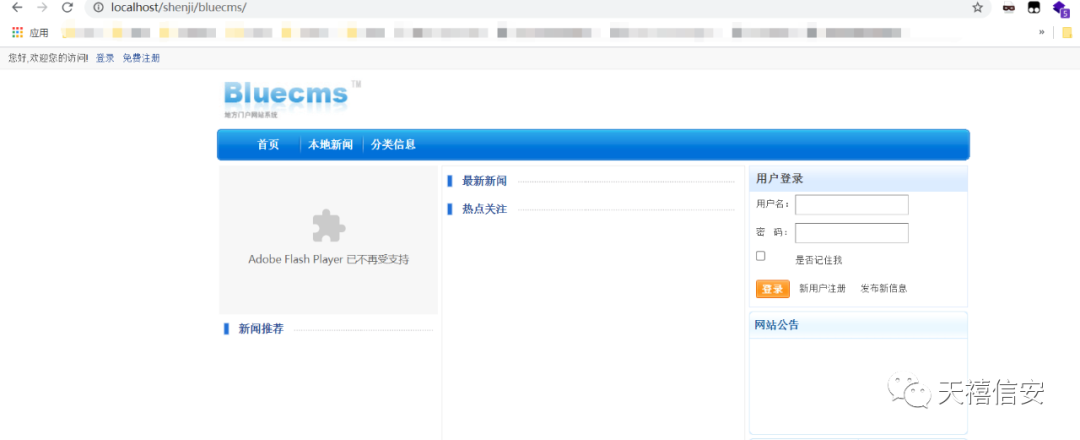 localhost/shenji/bluecms/
5
应用
»
您好,欢迎您的访问! 登录 免费注册
Bluecms TM
地方门户网站系统
首页 本地新闻 分类信息
Adobe Flash Player 已不再受支持
新闻推荐
最新新闻
热点关注
用户登录
用户名：
密 码：
是否记住我
登录 新用户注册 发布新信息
网站公告
天禧信安